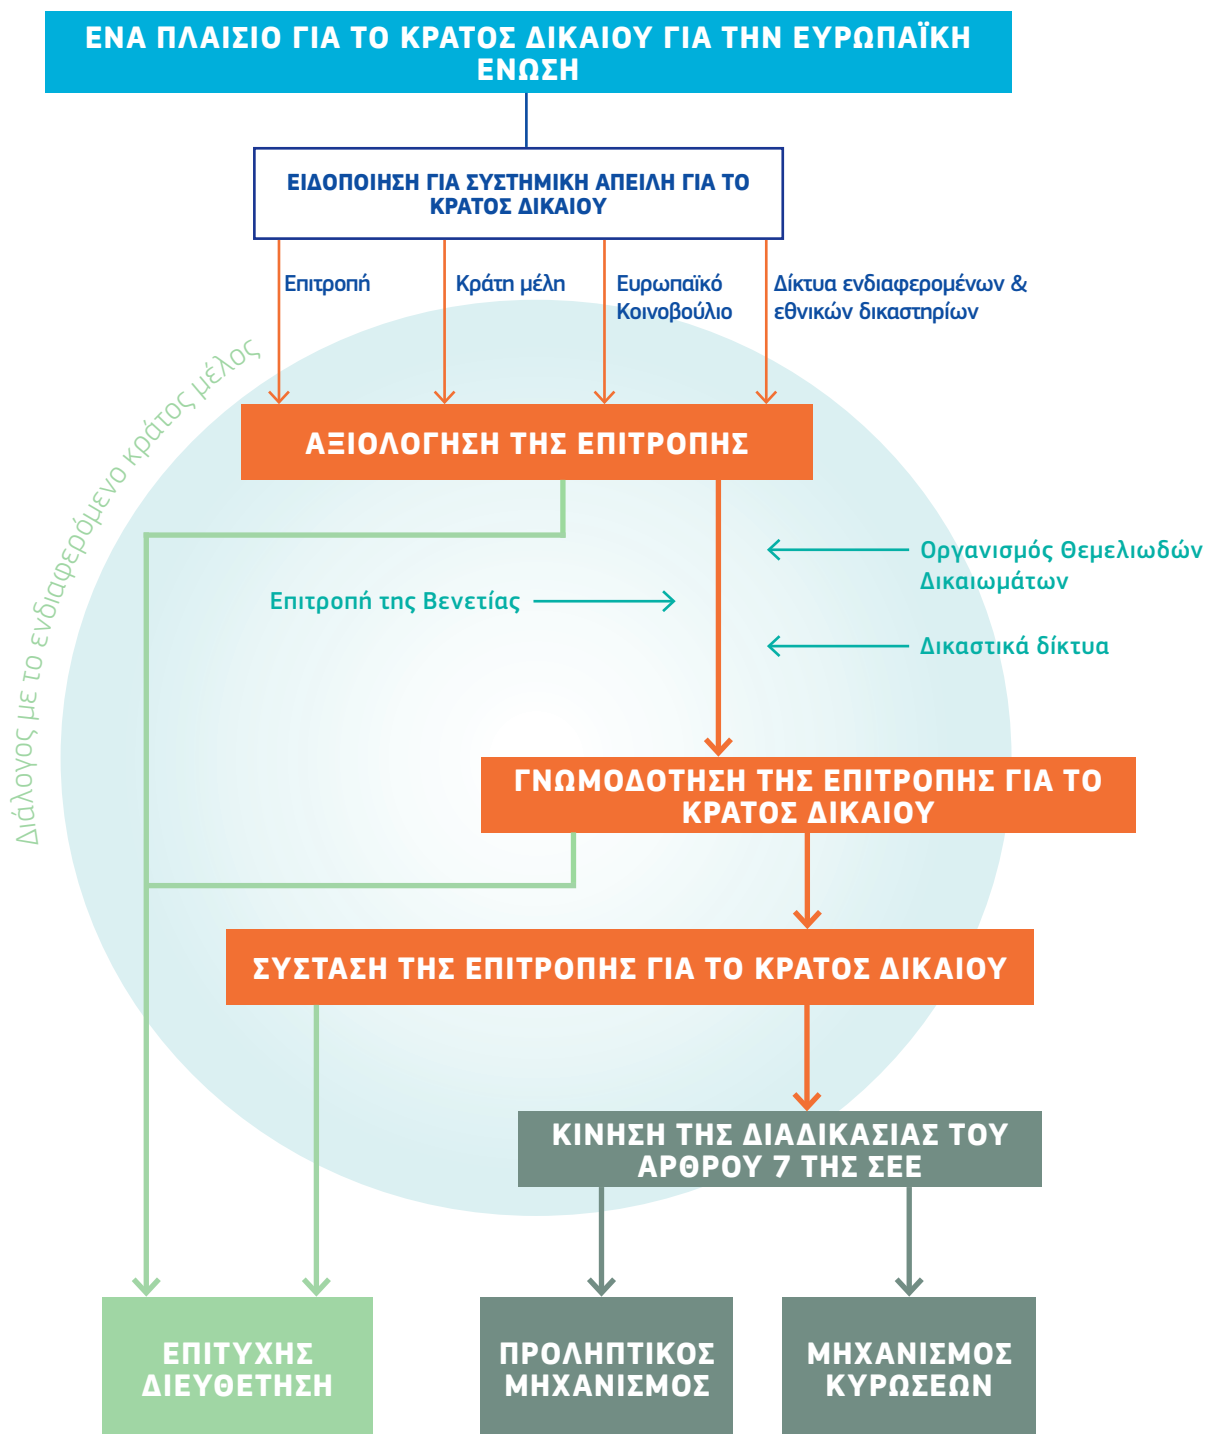 ΕΝΑ ΠΛΑΙΣΙΟ ΓΙΑ ΤΟ ΚΡΑΤΟΣ ΔΙΚΑΙΟΥ ΓΙΑ ΤΗΝ ΕΥΡΩΠΑΪΚΗ
ΕΝΩΣΗ
ΕΙΔΟΠΟΙΗΣΗ ΓΙΑ ΣΥΣΤΗΜΙΚΗ ΑΠΕΙΛΗ ΓΙΑ ΤΟ
ΚΡΑΤΟΣ ΔΙΚΑΙΟΥ
Επιτροπή
Κράτη μέλη
Ευρωπαϊκό
Κοινοβούλιο
Δίκτυα ενδιαφερομένων &
εθνικών δικαστηρίων
Διάλογος με το ενδιαφερόμενο κράτος μέλος
ΑΞΙΟΛΟΓΗΣΗ ΤΗΣ ΕΠΙΤΡΟΠΗΣ
Οργανισμός Θεμελιωδών
Δικαιωμάτων
Επιτροπή της Βενετίας
Δικαστικά δίκτυα
ΓΝΩΜΟΔΟΤΗΣΗ ΤΗΣ ΕΠΙΤΡΟΠΗΣ ΓΙΑ ΤΟ
ΚΡΑΤΟΣ ΔΙΚΑΙΟΥ
ΣΥΣΤΑΣΗ ΤΗΣ ΕΠΙΤΡΟΠΗΣ ΓΙΑ ΤΟ ΚΡΑΤΟΣ ΔΙΚΑΙΟΥ
ΚΙΝΗΣΗ ΤΗΣ ΔΙΑΔΙΚΑΣΙΑΣ ΤΟΥ
ΑΡΘΡΟΥ 7 ΤΗΣ ΣΕΕ
ΕΠΙΤΥΧΗΣ
ΔΙΕΥΘΕΤΗΣΗ
ΠΡΟΛΗΠΤΙΚΟΣ
ΜΗΧΑΝΙΣΜΟΣ
ΜΗΧΑΝΙΣΜΟΣ
ΚΥΡΩΣΕΩΝ